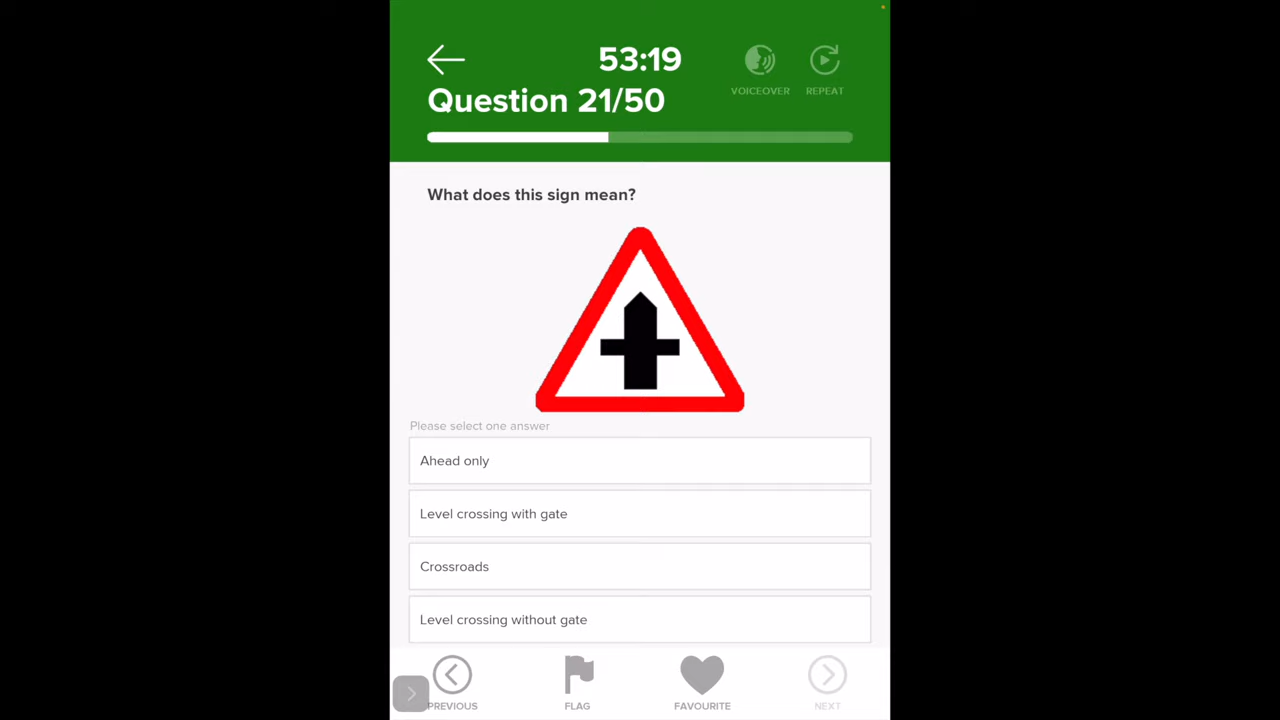 53:19
VOICEOVER
REPEAT
Question 21/50
What does this sign mean?
Please select one answer
Ahead only
Level crossing with gate
Crossroads
Level crossing without gate
PREVIOUS
FLAG
FAVOURITE
NEXT